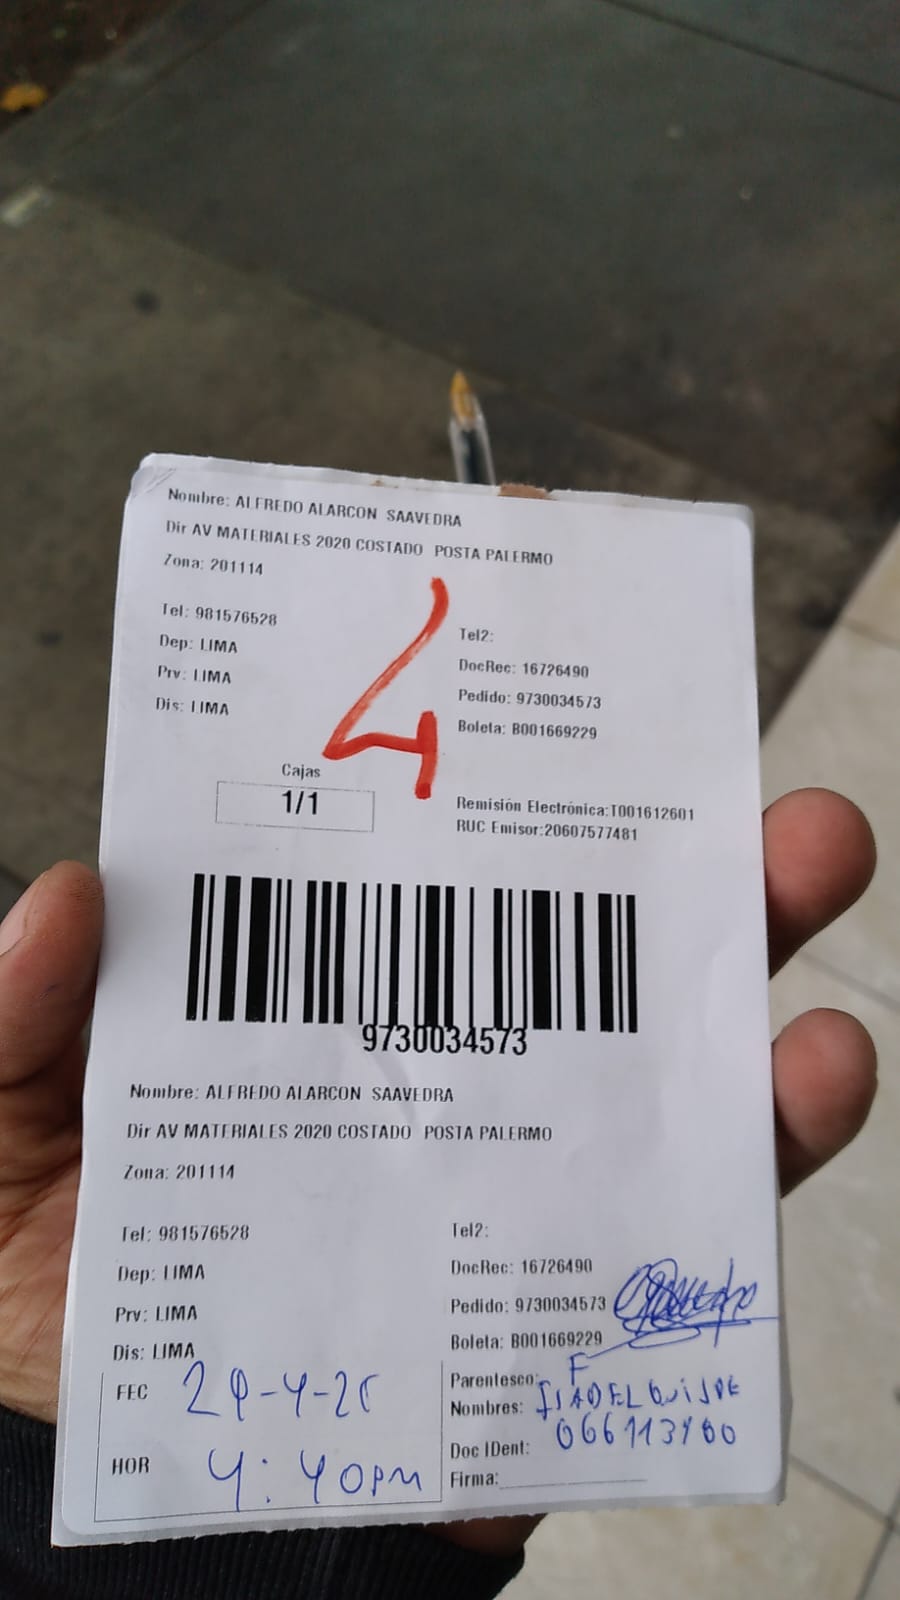 Nombre: ALFREDO ALARCON SAAVEDRA
Dir AV MATERIALES 2020 COSTADO POSTA PALERMO
Zona: 201114
Tel: 981576528
Tel2:
Dep: LIMA
DocRec: 16726490
Prv: LIMA
Pedido: 9730034573
Dis: LIMA
Boleta: B001669229
4
Cajas
1/1
Remisión Electrónica:T001612601
RUC Emisor:20607577481
9730034573
Nombre: ALFREDO ALARCON SAAVEDRA
Dir AV MATERIALES 2020 COSTADO POSTA PALERMO
Zona: 201114
Tel: 981576528
Tel2:
Dep: LIMA
DocRec: 16726490
Prv: LIMA
Pedido: 9730034573
Dis: LIMA
Boleta: B001669229
FEC
Parentesco: F
Nombres:
HOR 4:40pm
Doc IDent:
Firma: